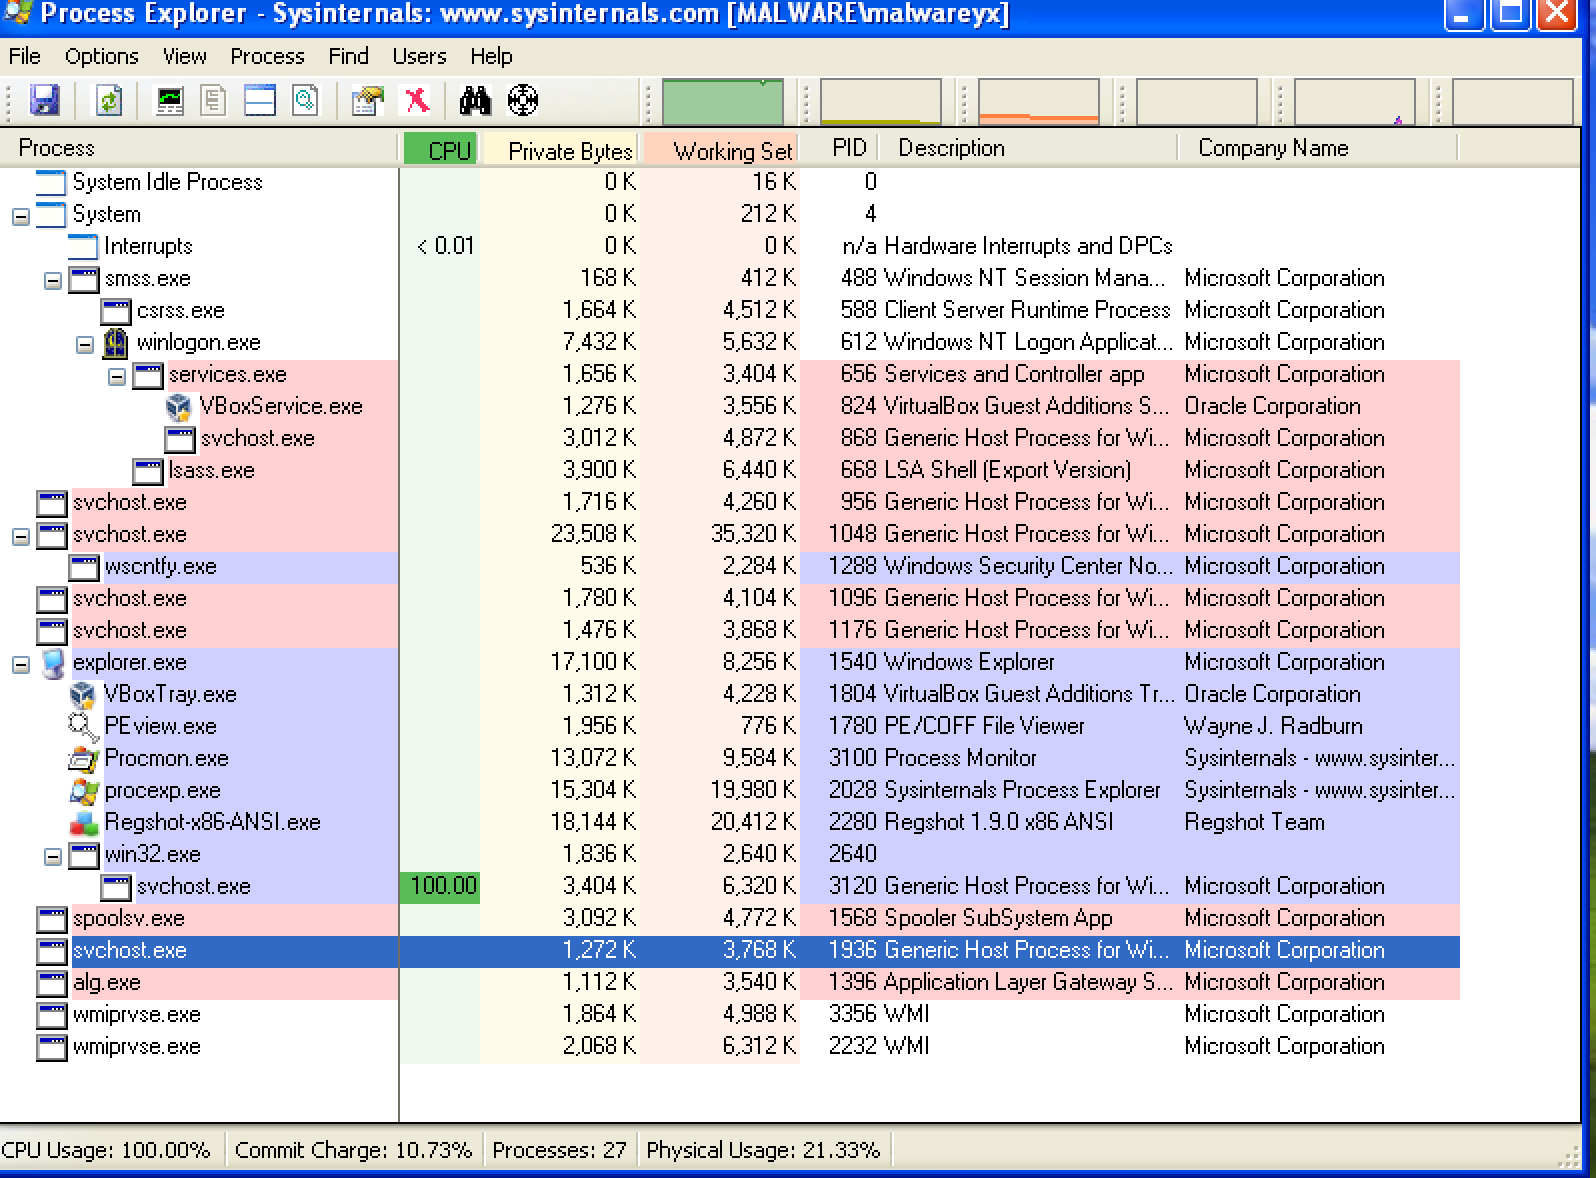 Process Explorer - Sysinternals: www.sysinternals.com [MALWARE\malwareyx]
File Options View Process Find Users Help
Process CPU Private Bytes Working Set PID Description Company Name
System Idle Process 0 K 16 K 0
System 0 K 212 K 4
Interrupts < 0.01 0 K 0 K n/a Hardware Interrupts and DPCs
smss.exe 168 K 412 K 488 Windows NT Session Mana... Microsoft Corporation
csrss.exe 1,664 K 4,512 K 588 Client Server Runtime Process Microsoft Corporation
winlogon.exe 7,432 K 5,632 K 612 Windows NT Logon Applicat... Microsoft Corporation
services.exe 1,656 K 3,404 K 656 Services and Controller app Microsoft Corporation
VBoxService.exe 1,276 K 3,556 K 824 VirtualBox Guest Additions S... Oracle Corporation
svchost.exe 3,012 K 4,872 K 868 Generic Host Process for Wi... Microsoft Corporation
lsass.exe 3,900 K 6,440 K 668 LSA Shell (Export Version) Microsoft Corporation
svchost.exe 1,716 K 4,260 K 956 Generic Host Process for Wi... Microsoft Corporation
svchost.exe 23,508 K 35,320 K 1048 Generic Host Process for Wi... Microsoft Corporation
wscntfy.exe 536 K 2,284 K 1288 Windows Security Center No... Microsoft Corporation
svchost.exe 1,780 K 4,104 K 1096 Generic Host Process for Wi... Microsoft Corporation
svchost.exe 1,476 K 3,868 K 1176 Generic Host Process for Wi... Microsoft Corporation
explorer.exe 17,100 K 8,256 K 1540 Windows Explorer Microsoft Corporation
VBoxTray.exe 1,312 K 4,228 K 1804 VirtualBox Guest Additions Tr... Oracle Corporation
PEview.exe 1,956 K 776 K 1780 PE/COFF File Viewer Wayne J. Radburn
Procmon.exe 13,072 K 9,584 K 3100 Process Monitor Sysinternals - www.sysinter...
procexp.exe 15,304 K 19,980 K 2028 Sysinternals Process Explorer Sysinternals - www.sysinter...
Regshot-x86-ANSI.exe 18,144 K 20,412 K 2280 Regshot 1.9.0 x86 ANSI Regshot Team
win32.exe 1,836 K 2,640 K 2640
svchost.exe 100.00 3,404 K 6,320 K 3120 Generic Host Process for Wi... Microsoft Corporation
spoolsv.exe 3,092 K 4,772 K 1568 Spooler SubSystem App Microsoft Corporation
svchost.exe 1,272 K 3,768 K 1936 Generic Host Process for Wi... Microsoft Corporation
alg.exe 1,112 K 3,540 K 1396 Application Layer Gateway S... Microsoft Corporation
wmiprvse.exe 1,864 K 4,988 K 3356 WMI Microsoft Corporation
wmiprvse.exe 2,068 K 6,312 K 2232 WMI Microsoft Corporation
CPU Usage: 100.00% Commit Charge: 10.73% Processes: 27 Physical Usage: 21.33%